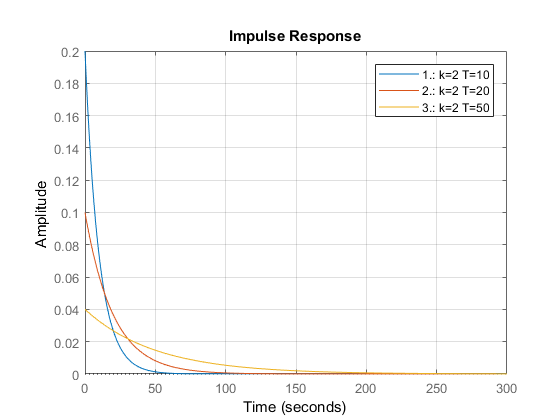 Impulse Response
0.2
0.18
0.16
0.14
0.12
0.1
0.08
0.06
0.04
0.02
0
Amplitude
1.: k=2 T=10
2.: k=2 T=20
3.: k=2 T=50
0 50 100 150 200 250 300
Time (seconds)